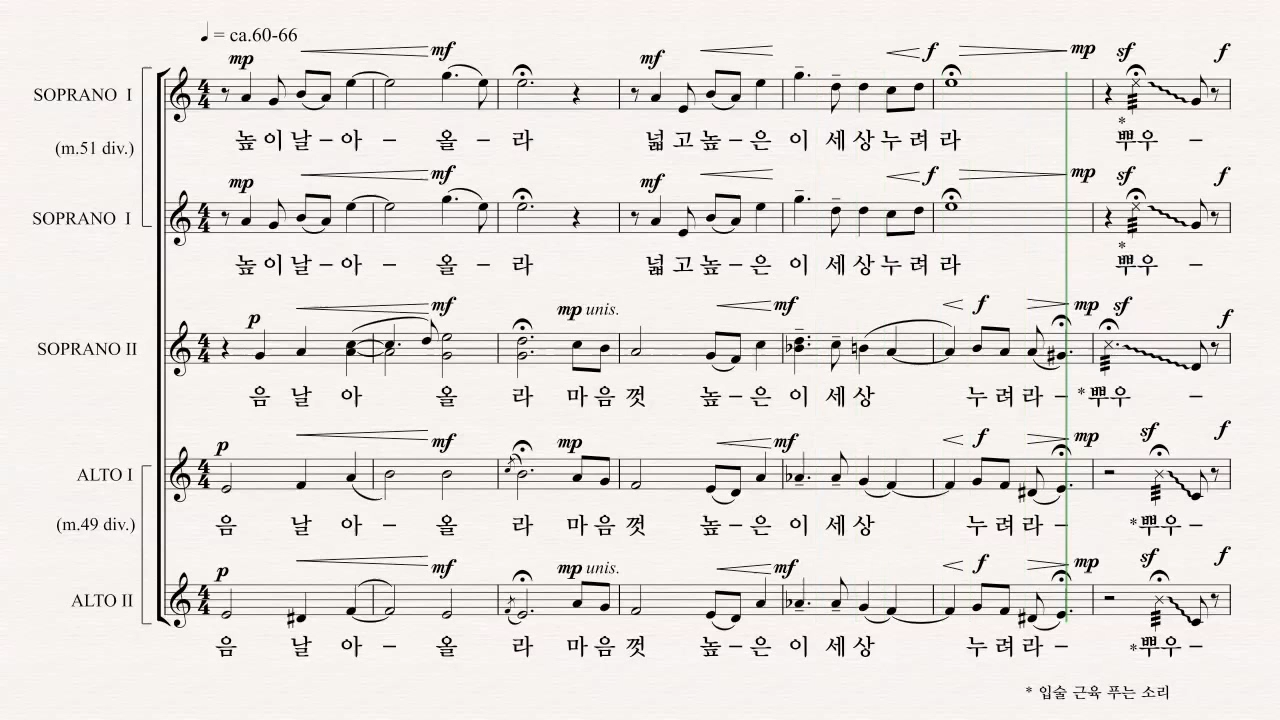 ♩ = ca.60-66
mp mf mf f mp sf f
SOPRANO I
높 이 날 – 아 – 올 – 라 넓 고 높 – 은 이 세 상 누 려 라 * 뿌우 –
(m.51 div.)
mp mf mf f mp sf f
SOPRANO I
높 이 날 – 아 – 올 – 라 넓 고 높 – 은 이 세 상 누 려 라 * 뿌우 –
p mf mp unis. mf f mp sf f
SOPRANO II
음 날 아 올 라 마 음 껏 높 – 은 이 세 상 누 려 라 – *뿌우 –
p mf mp mf f mp sf f
ALTO I
음 날 아 – 올 라 마 음 껏 높 – 은 이 세 상 누 려 라 – *뿌우 –
(m.49 div.)
p mf mp unis. mf f mp sf f
ALTO II
음 날 아 – 올 라 마 음 껏 높 – 은 이 세 상 누 려 라 – *뿌우 –
* 입술 근육 푸는 소리